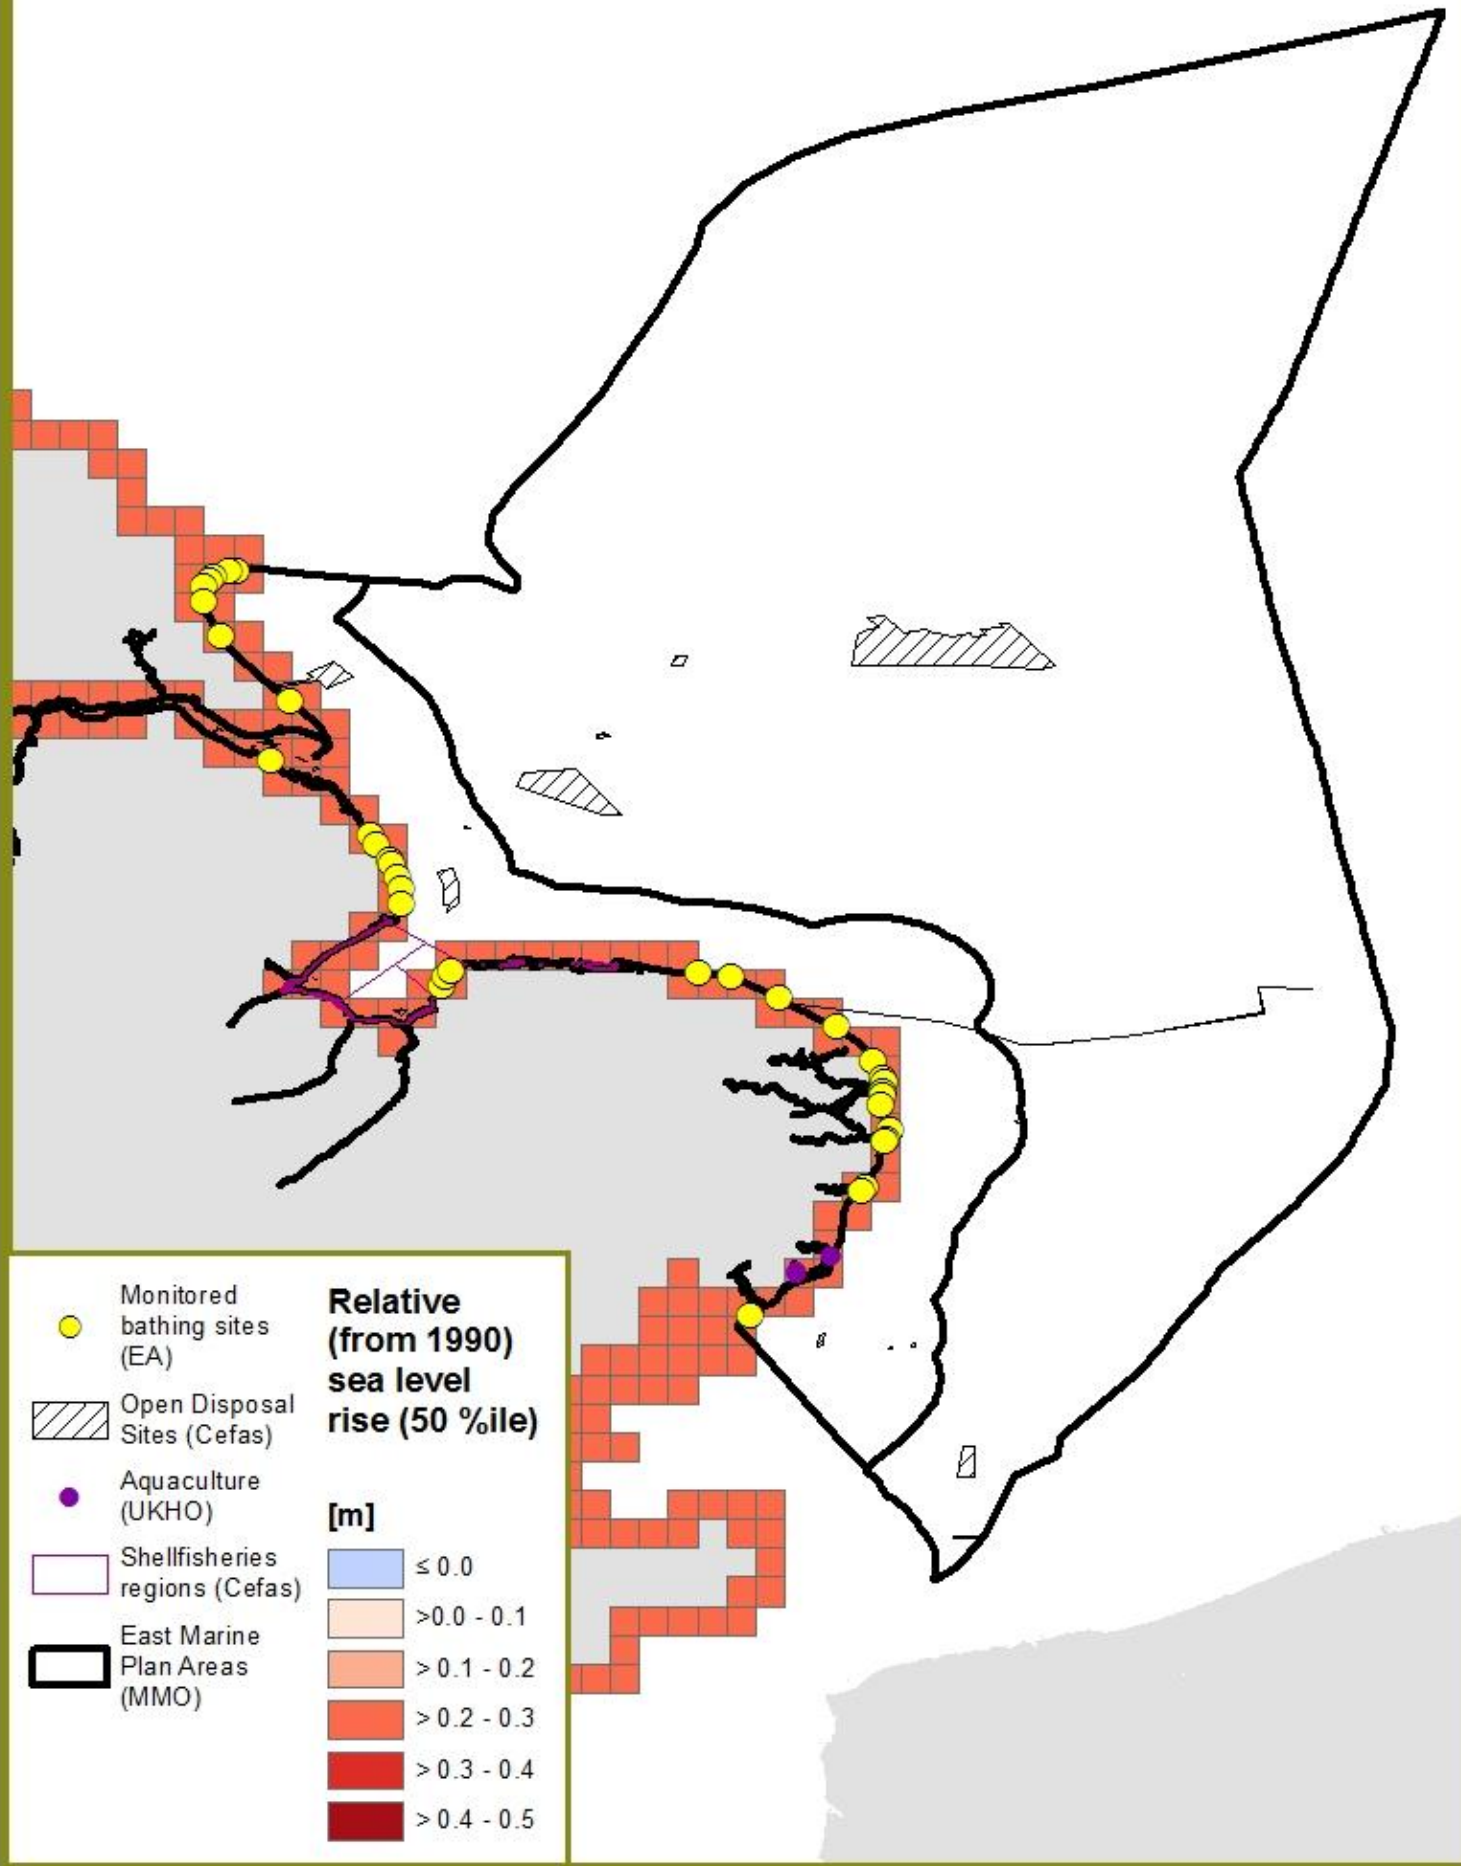 Monitored
bathing sites
(EA)
Open Disposal
Sites (Cefas)
Aquaculture
(UKHO)
Shellfisheries
regions (Cefas)
East Marine
Plan Areas
(MMO)
Relative
(from 1990)
sea level
rise (50 %ile)
[m]
≤ 0.0
>0.0 - 0.1
> 0.1 - 0.2
> 0.2 - 0.3
> 0.3 - 0.4
> 0.4 - 0.5